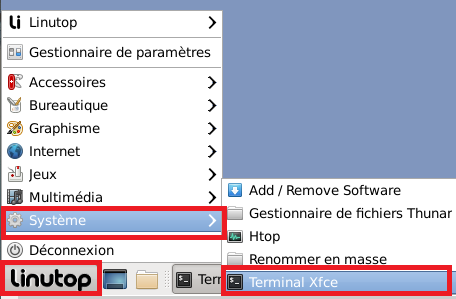 Linutop
Gestionnaire de paramètres
Accessoires
Bureautique
Graphisme
Internet
Jeux
Multimédia
Système
Déconnexion
Add / Remove Software
Gestionnaire de fichiers Thunar
Htop
Renommer en masse
Terminal Xfce
linutop
Terr